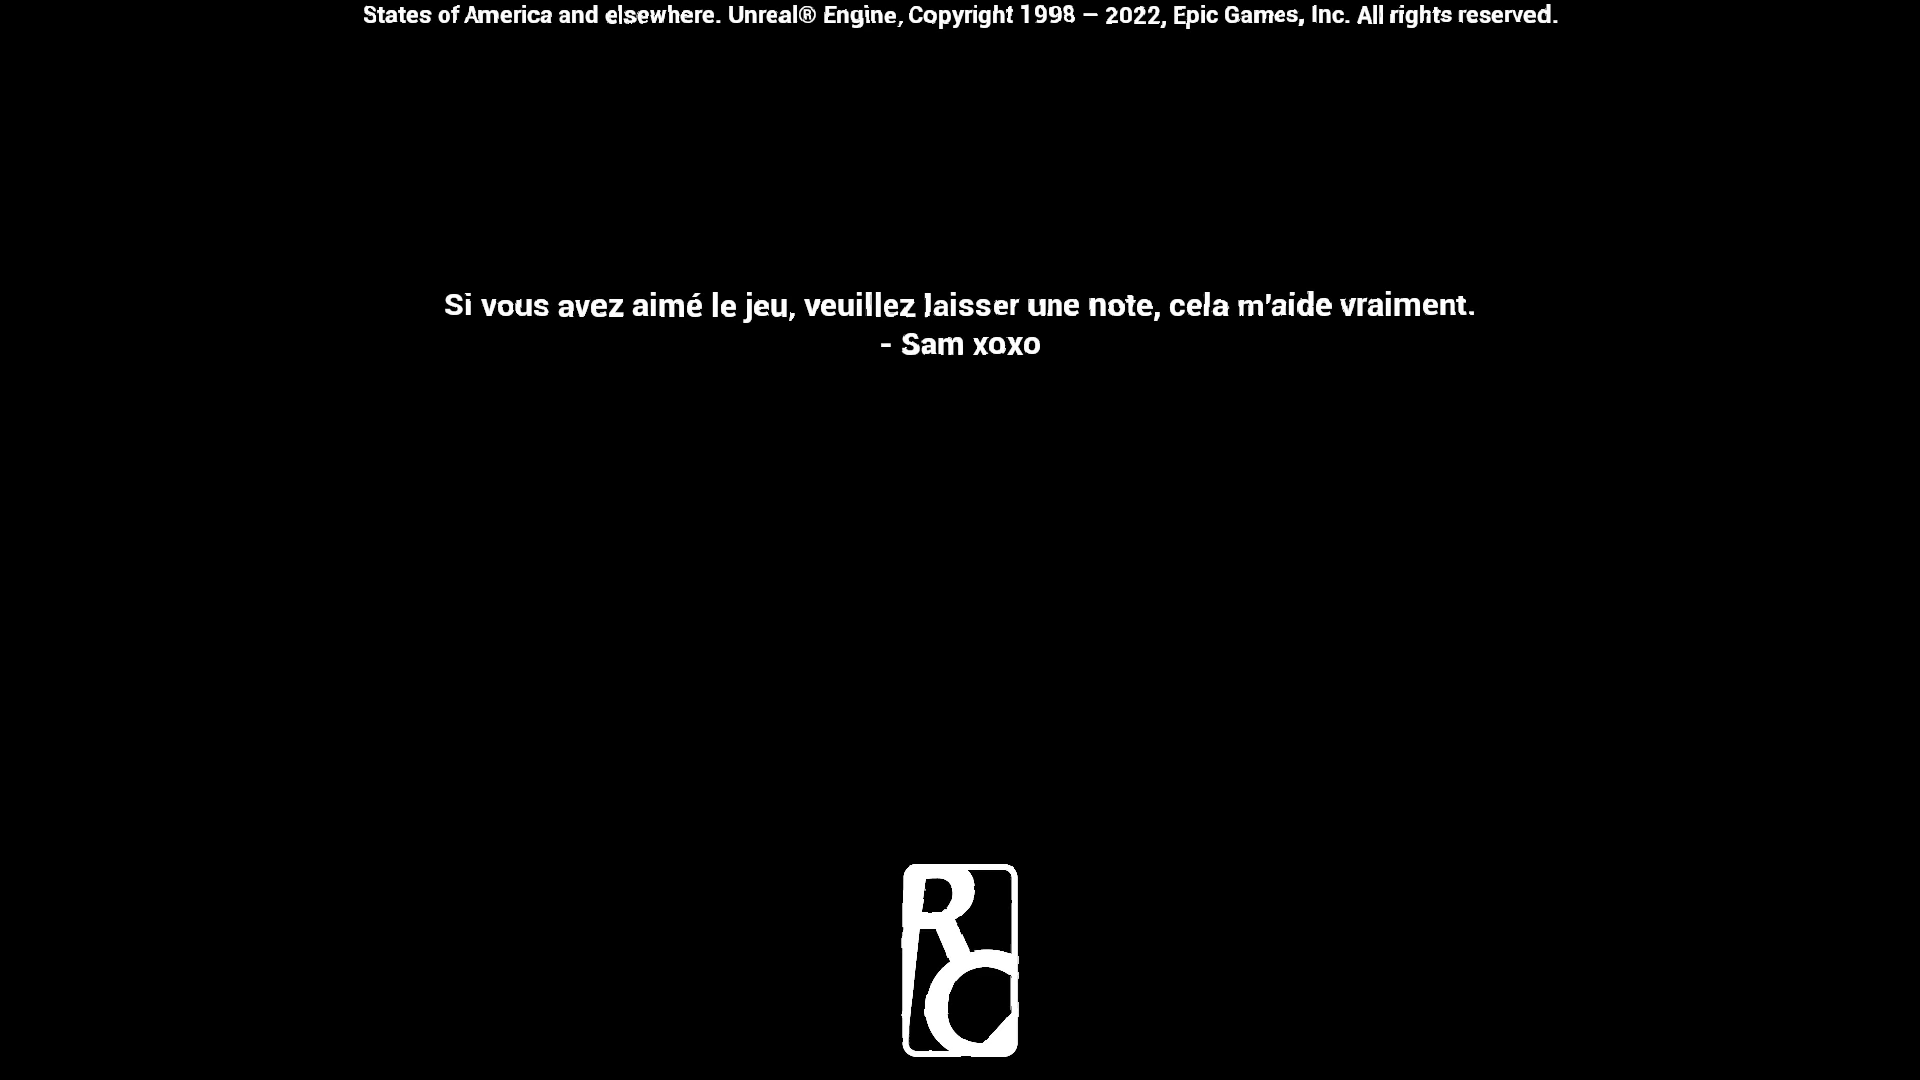 States of America and elsewhere. Unreal® Engine, Copyright 1998 – 2022, Epic Games, Inc. All rights reserved.
Si vous avez aimé le jeu, veuillez laisser une note, cela m'aide vraiment.
- Sam xoxo
RC